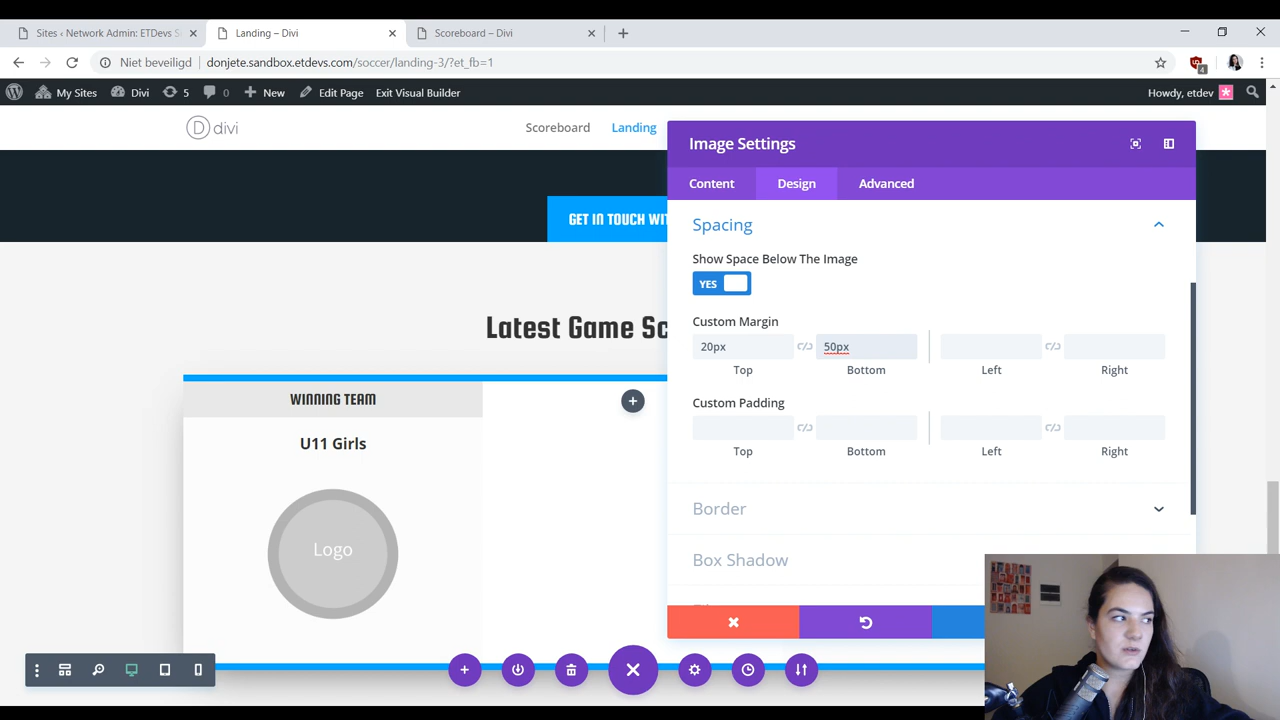 Sites ‹ Network Admin: ETDevs S
Landing – Divi
Scoreboard – Divi
Niet beveiligd
donjete.sandbox.etdevs.com/soccer/landing-3/?et_fb=1
4
My Sites
Divi
5
0
New
Edit Page
Exit Visual Builder
Howdy, etdev
D divi
Scoreboard
Landing
Image Settings
Content
Design
Advanced
GET IN TOUCH WIT
Spacing
Show Space Below The Image
YES
Custom Margin
20px
50px
Top
Bottom
Left
Right
Custom Padding
Top
Bottom
Left
Right
Border
Box Shadow
Latest Game Sc
WINNING TEAM
U11 Girls
Logo